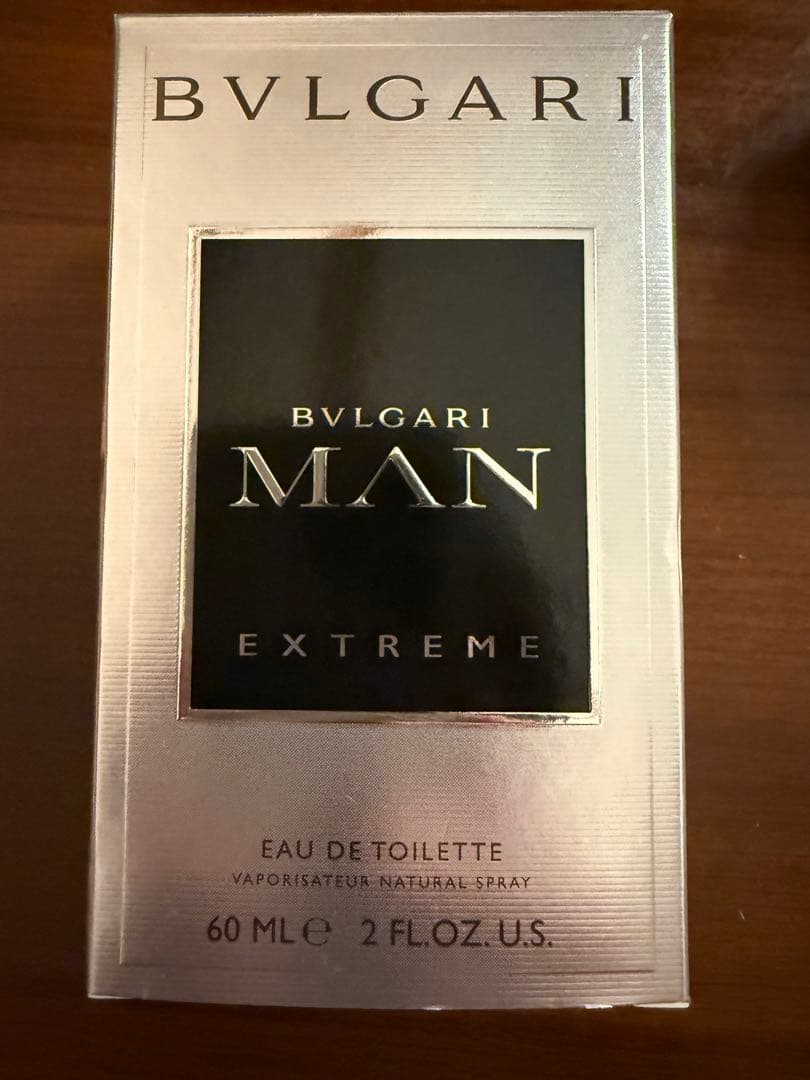 BVLGARI
BVLGARI
MAN
EXTREME
EAU DE TOILETTE
VAPORISATEUR NATURAL SPRAY
60 ML ℮ 2 FL.OZ. U.S.